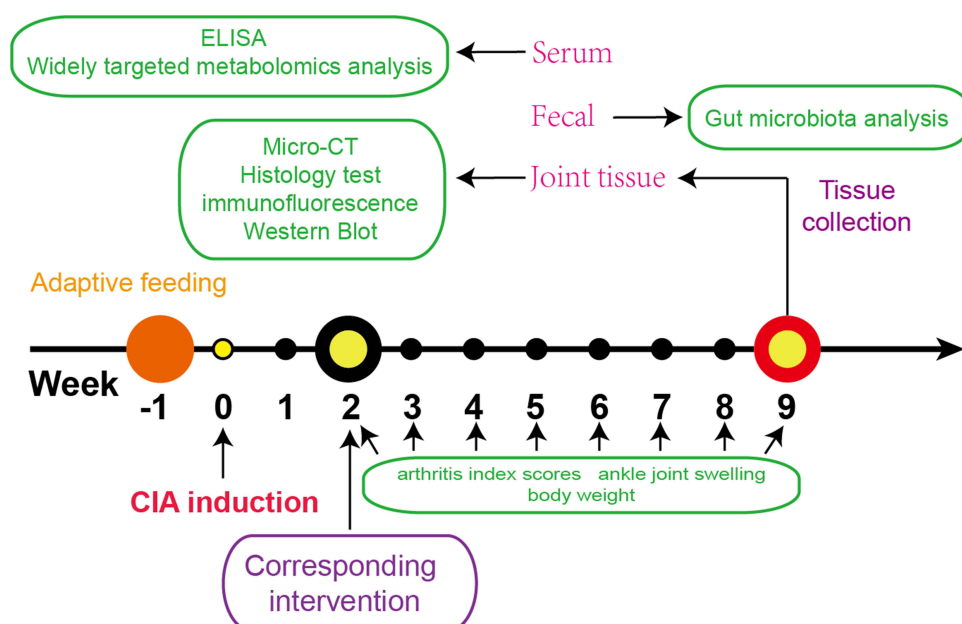 ELISA
Widely targeted metabolomics analysis
Serum
Fecal
Gut microbiota analysis
Micro-CT
Histology test
immunofluorescence
Western Blot
Joint tissue
Tissue
collection
Adaptive feeding
Week
-1 0 1 2 3 4 5 6 7 8 9
CIA induction
arthritis index scores ankle joint swelling
body weight
Corresponding
intervention